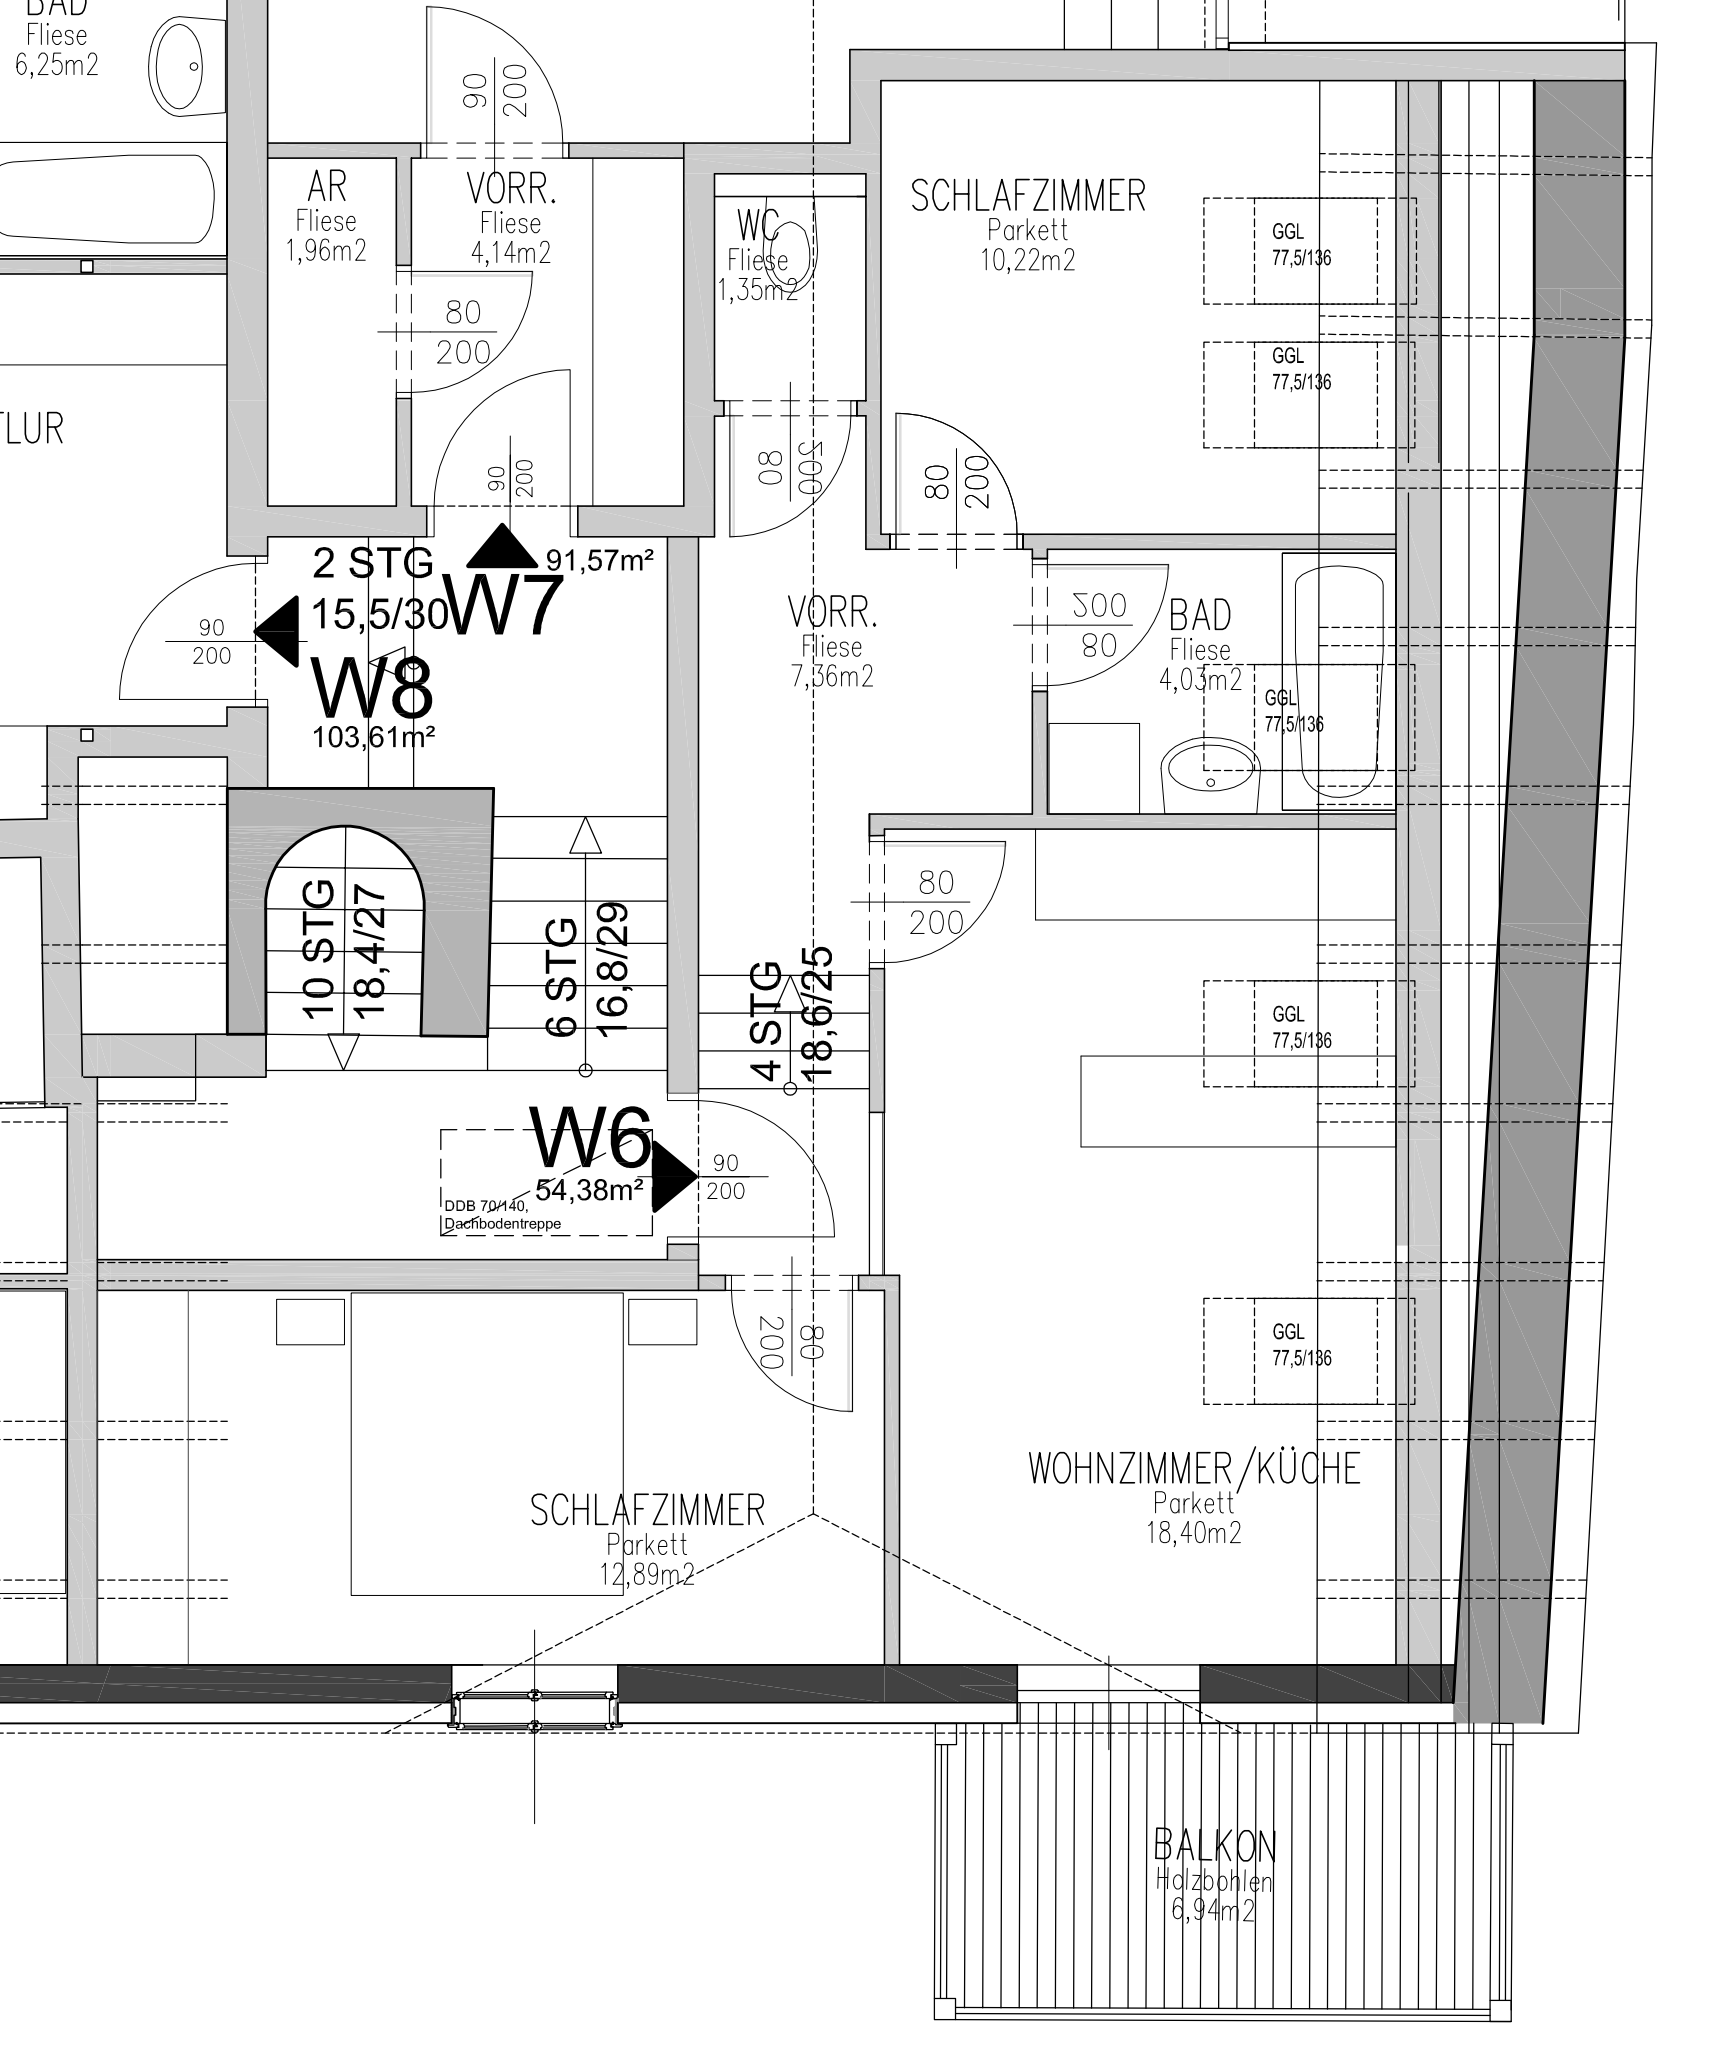 BAD
Fliese
6,25m2
90
200
AR
Fliese
1,96m2
VORR.
Fliese
4,14m2
80
200
WC
Fliese
1,35m2
SCHLAFZIMMER
Parkett
10,22m2
GGL
77,5/136
GGL
77,5/136
90
200
80
200
80
200
2 STG
15,5/30
W7
91,57m²
90
200
W8
103,61m²
VORR.
Fliese
7,36m2
200
80
BAD
Fliese
4,03m2
GGL
77,5/136
10 STG
18,4/27
6 STG
16,8/29
4 STG
18,6/25
80
200
GGL
77,5/136
W6
54,38m²
DDB 70/140,
Dachbodentreppe
90
200
80
200
GGL
77,5/136
SCHLAFZIMMER
Parkett
12,89m2
WOHNZIMMER/KÜCHE
Parkett
18,40m2
BALKON
Holzbohlen
6,94m2